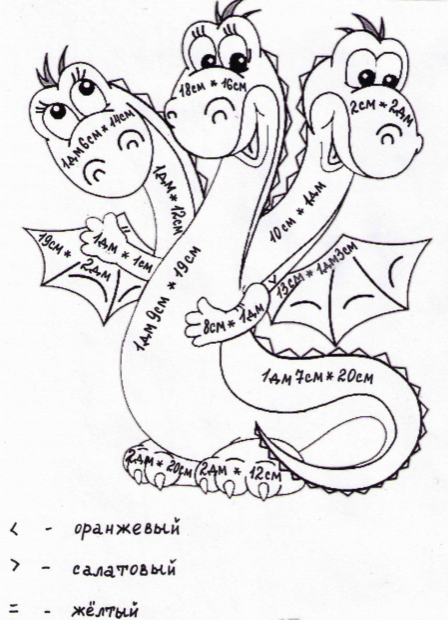 18см * 16см
2см * 2дм
1дм6см * 14см
1дм * 12см
10см * 1дм
19см *
2дм
1дм * 1см
1дм 9см * 19см
13см * 1дм3см
8см * 1дм
1дм 7см * 20см
2дм * 20см
2дм * 12см
< - оранжевый
> - салатовый
= - жёлтый